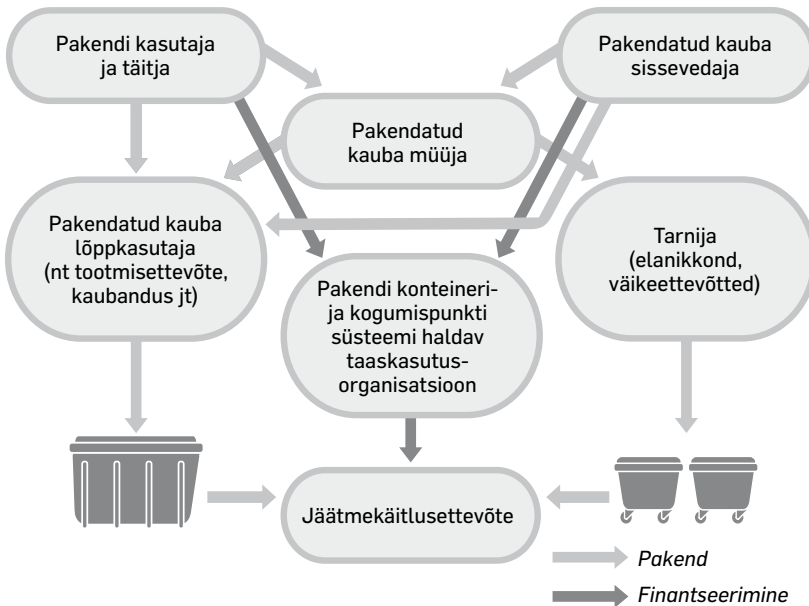 Pakendi kasutaja
ja täitja
Pakendatud kauba
sissevedaja
Pakendatud
kauba müüja
Pakendatud kauba
lõppkasutaja
(nt tootmisettevõte,
kaubandus jt)
Tarnija
(elanikkond,
väikeettevõtted)
Pakendi konteineri-
ja kogumispunkti
süsteemi haldav
taaskasutus-
organisatsioon
Jäätmekäitlusettevõte
Pakend
Finantseerimine